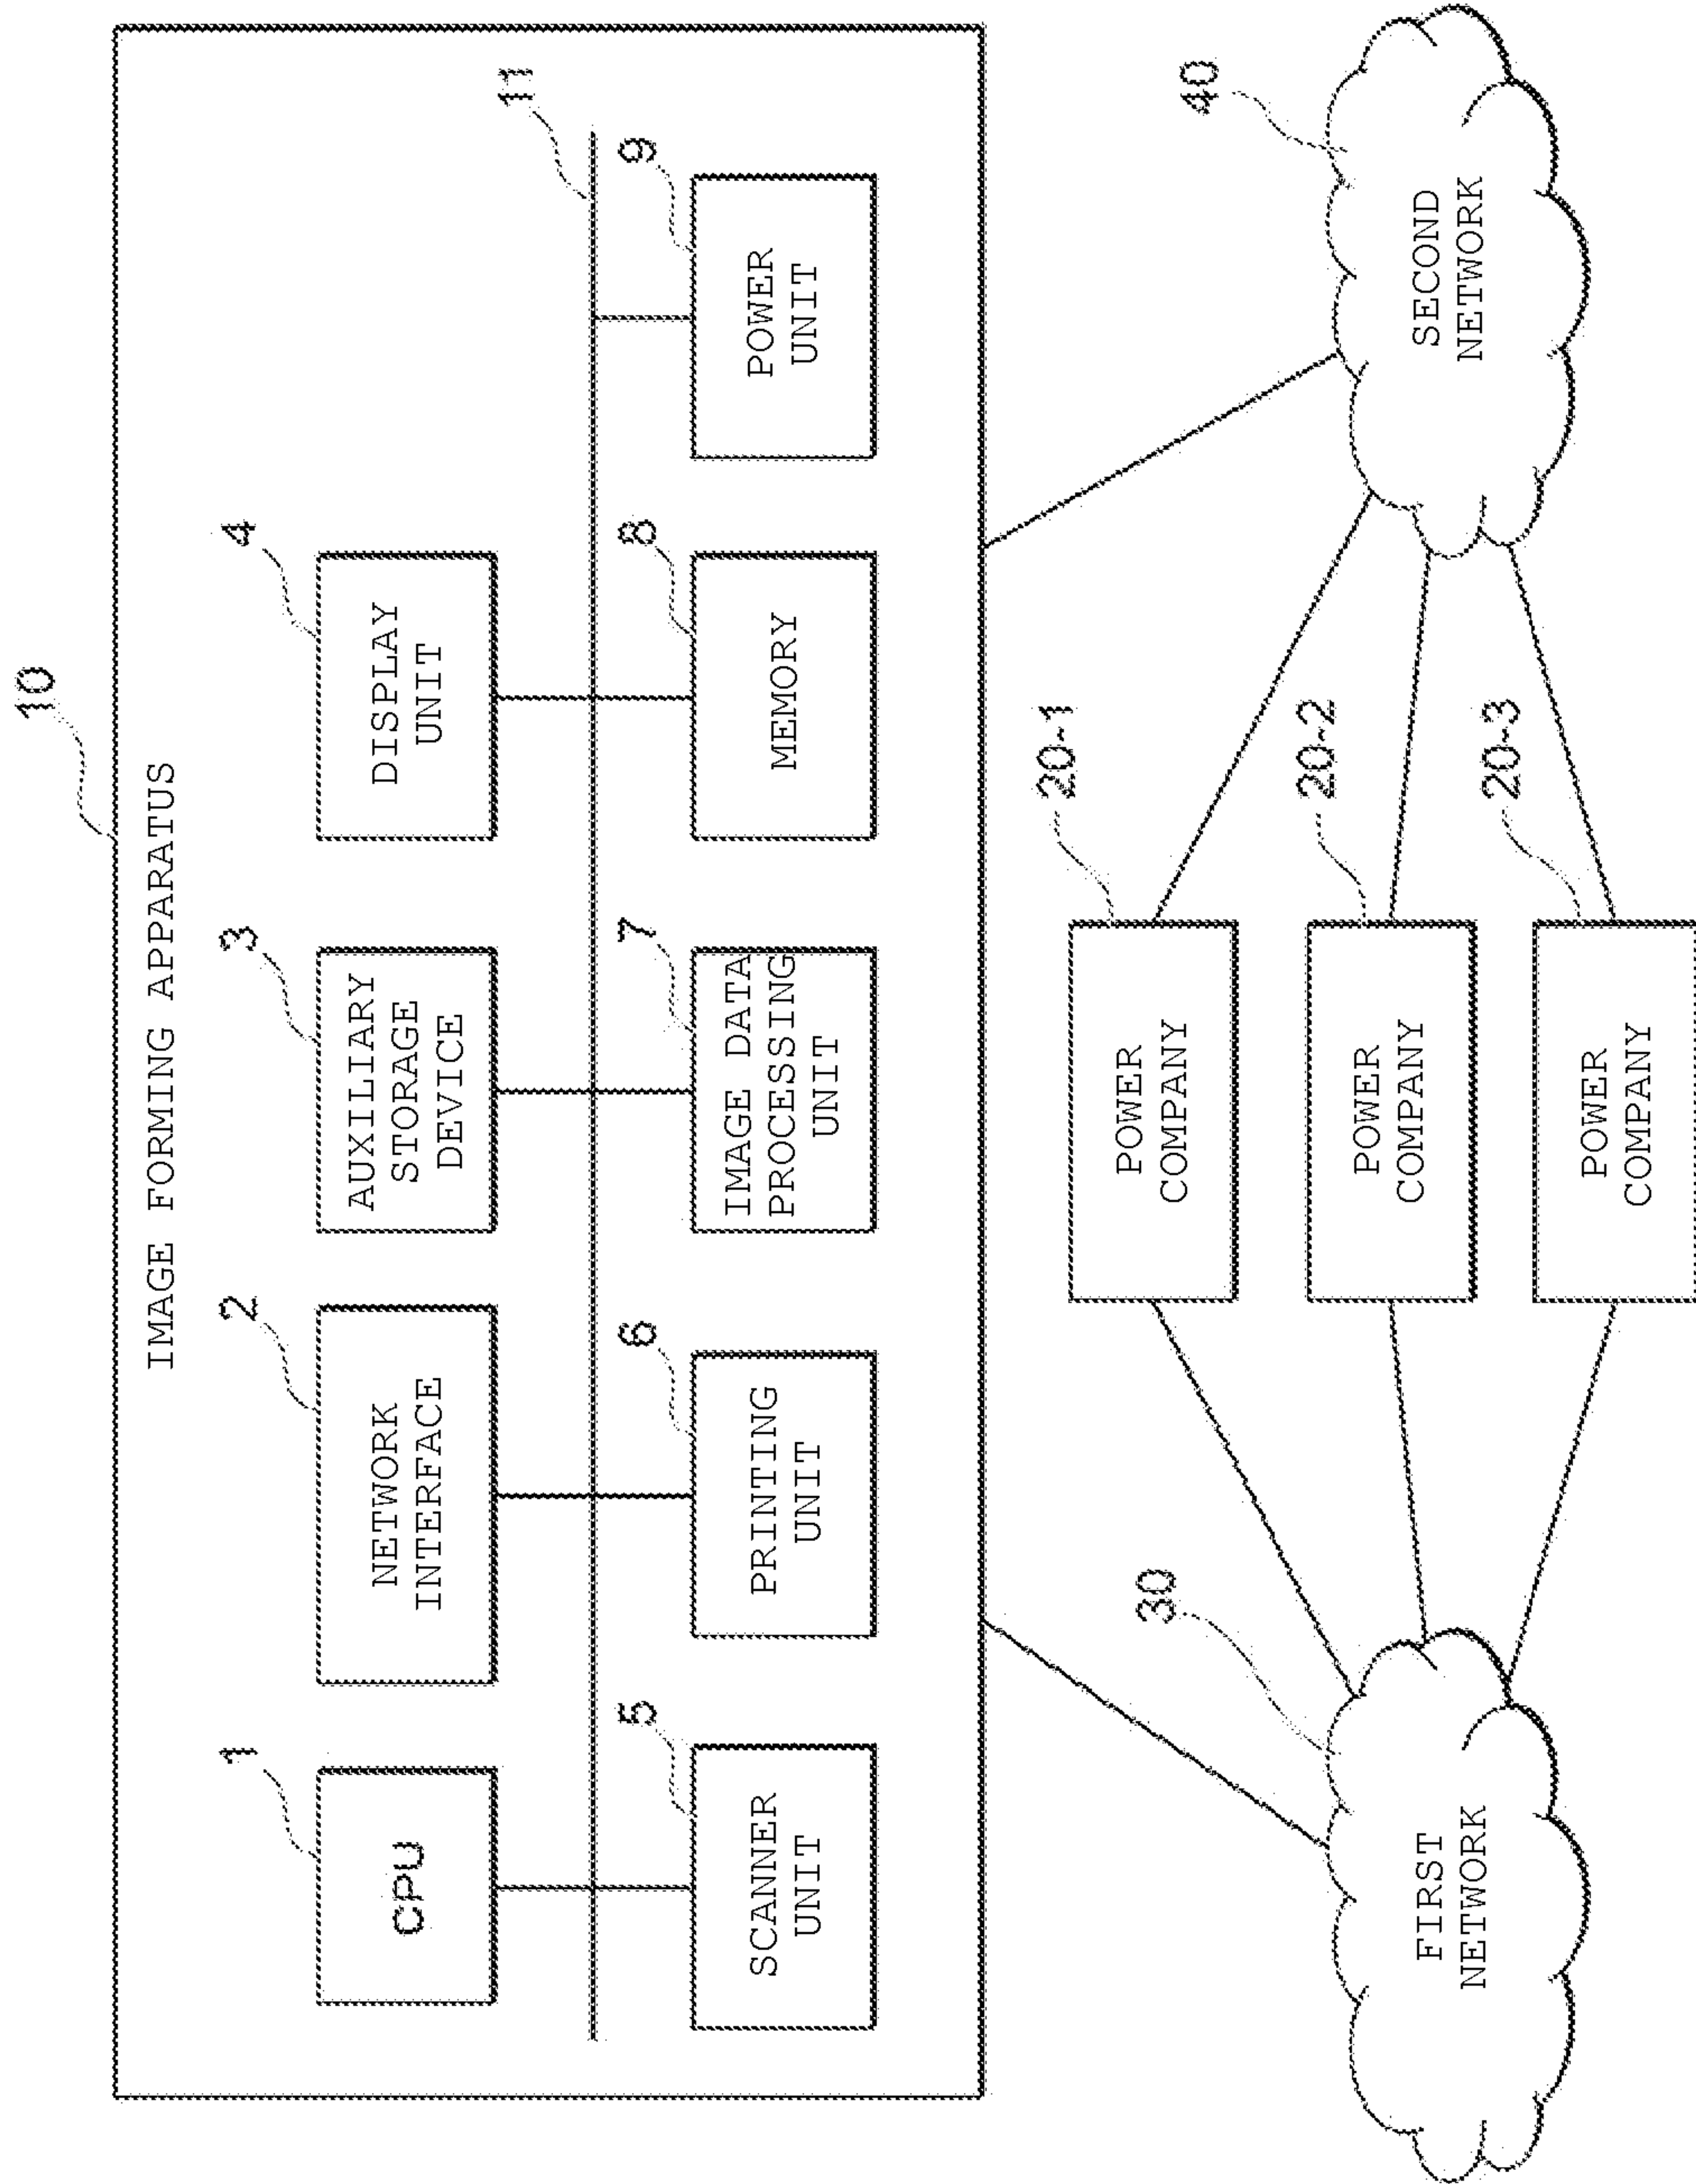 10
IMAGE FORMING APPARATUS
1
CPU
2
NETWORK
INTERFACE
3
AUXILIARY
STORAGE
DEVICE
4
DISPLAY
UNIT
11
5
SCANNER
UNIT
6
PRINTING
UNIT
7
IMAGE DATA
PROCESSING
UNIT
8
MEMORY
9
POWER
UNIT
20-1
POWER
COMPANY
20-2
POWER
COMPANY
20-3
POWER
COMPANY
30
FIRST
NETWORK
40
SECOND
NETWORK